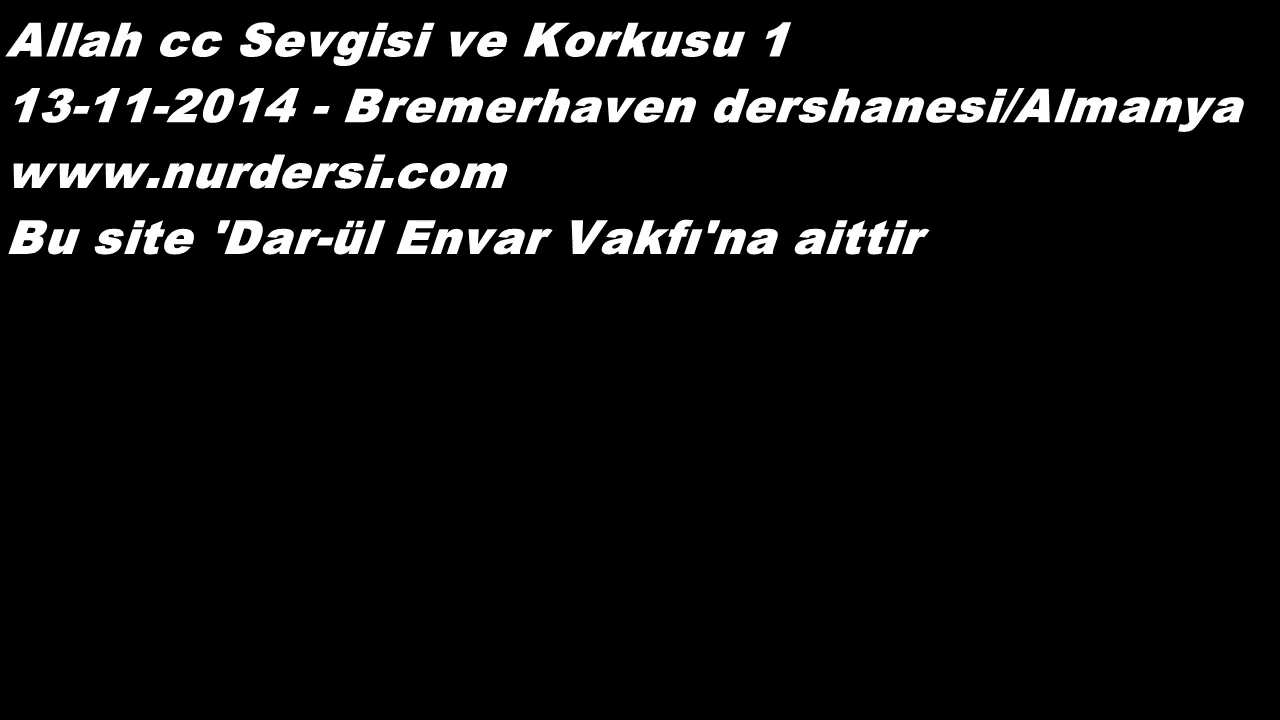 Allah cc Sevgisi ve Korkusu 1
13-11-2014 - Bremerhaven dershanesi/Almanya
www.nurdersi.com
Bu site 'Dar-ül Envar Vakfı'na aittir